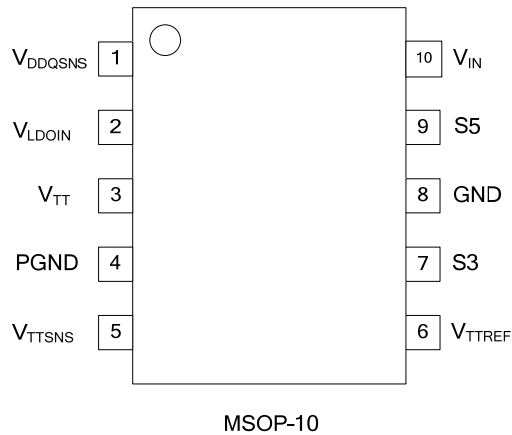 VDDQSNS 1 10 VIN
VLDOIN 2 9 S5
VTT 3 8 GND
PGND 4 7 S3
VTTSNS 5 6 VTTREF
MSOP-10